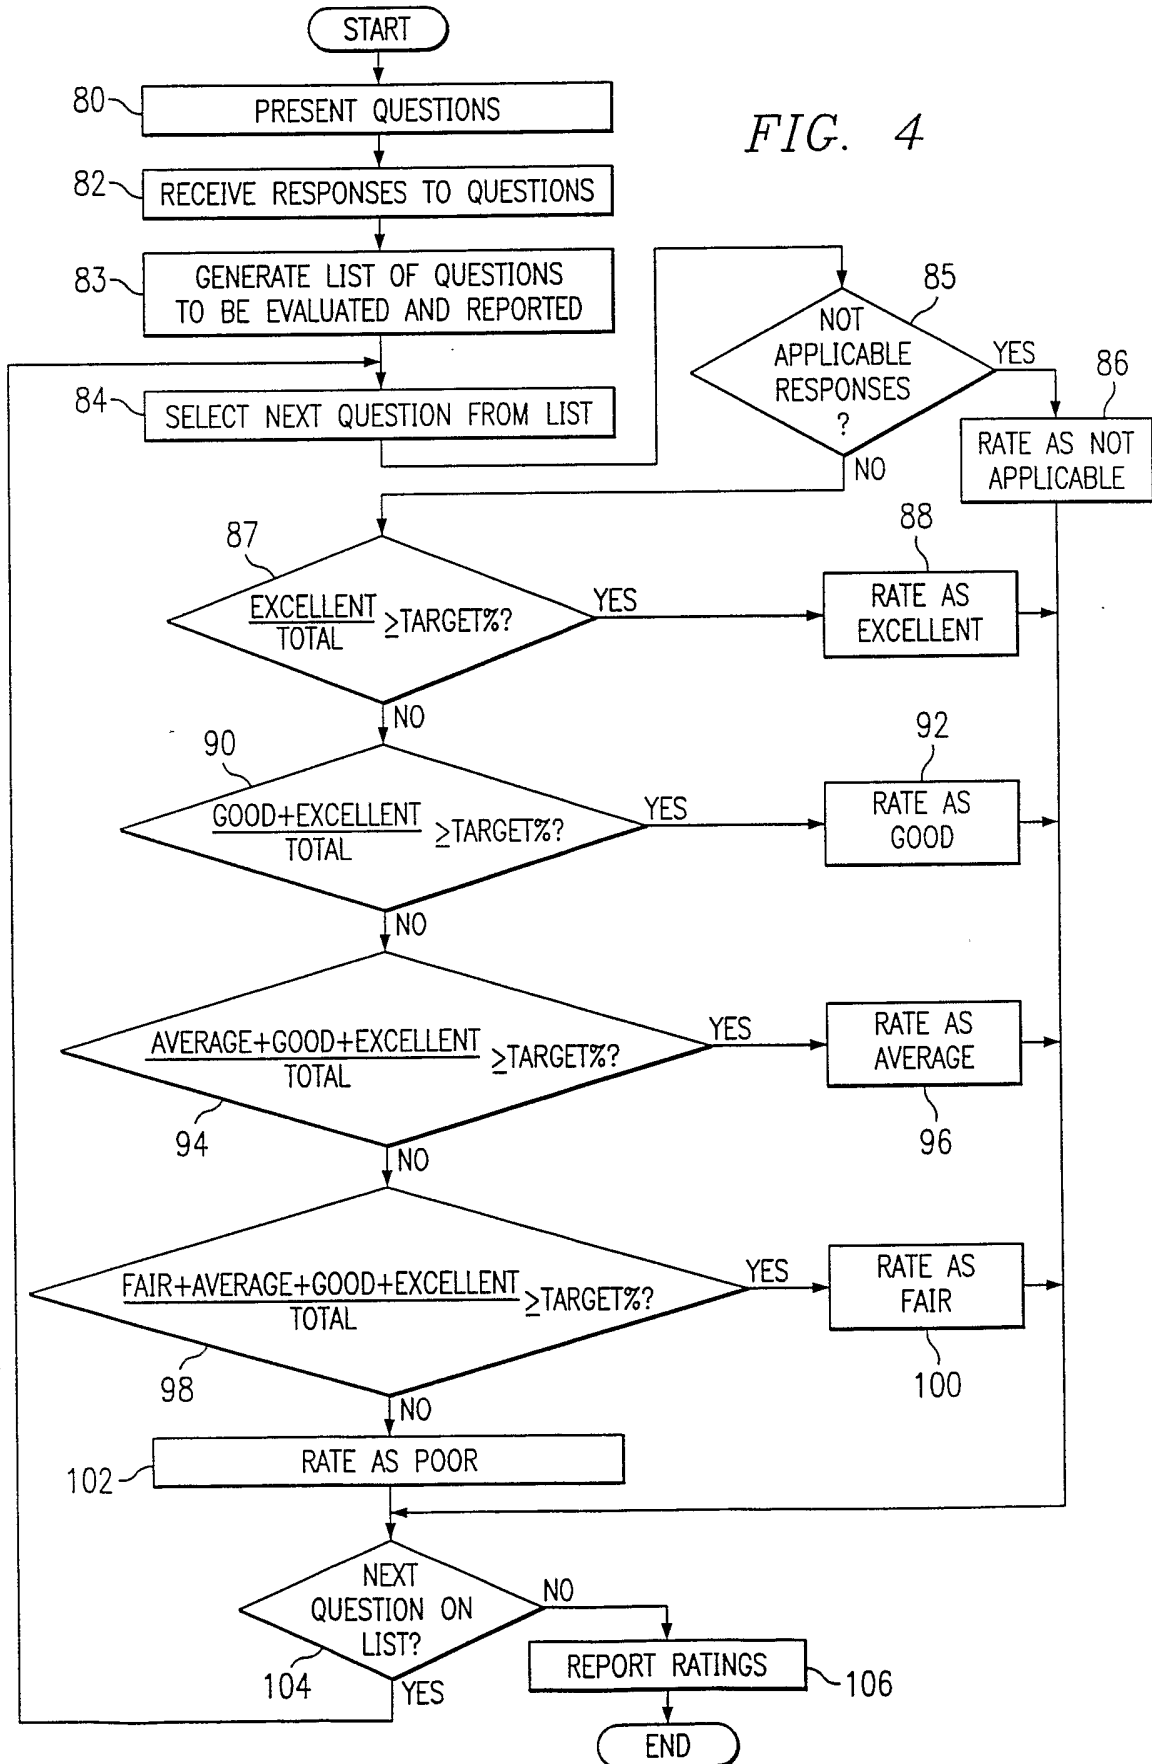 START
80
PRESENT QUESTIONS
FIG. 4
82
RECEIVE RESPONSES TO QUESTIONS
83
GENERATE LIST OF QUESTIONS
TO BE EVALUATED AND REPORTED
84
SELECT NEXT QUESTION FROM LIST
85
NOT
APPLICABLE
RESPONSES
?
YES
NO
86
RATE AS NOT
APPLICABLE
87
EXCELLENT
TOTAL
≥TARGET%?
YES
NO
88
RATE AS
EXCELLENT
90
GOOD+EXCELLENT
TOTAL
≥TARGET%?
YES
NO
92
RATE AS
GOOD
94
AVERAGE+GOOD+EXCELLENT
TOTAL
≥TARGET%?
YES
NO
RATE AS
AVERAGE
96
98
FAIR+AVERAGE+GOOD+EXCELLENT
TOTAL
≥TARGET%?
YES
NO
RATE AS
FAIR
100
102
RATE AS POOR
NEXT
QUESTION ON
LIST?
104
NO
YES
REPORT RATINGS
106
END